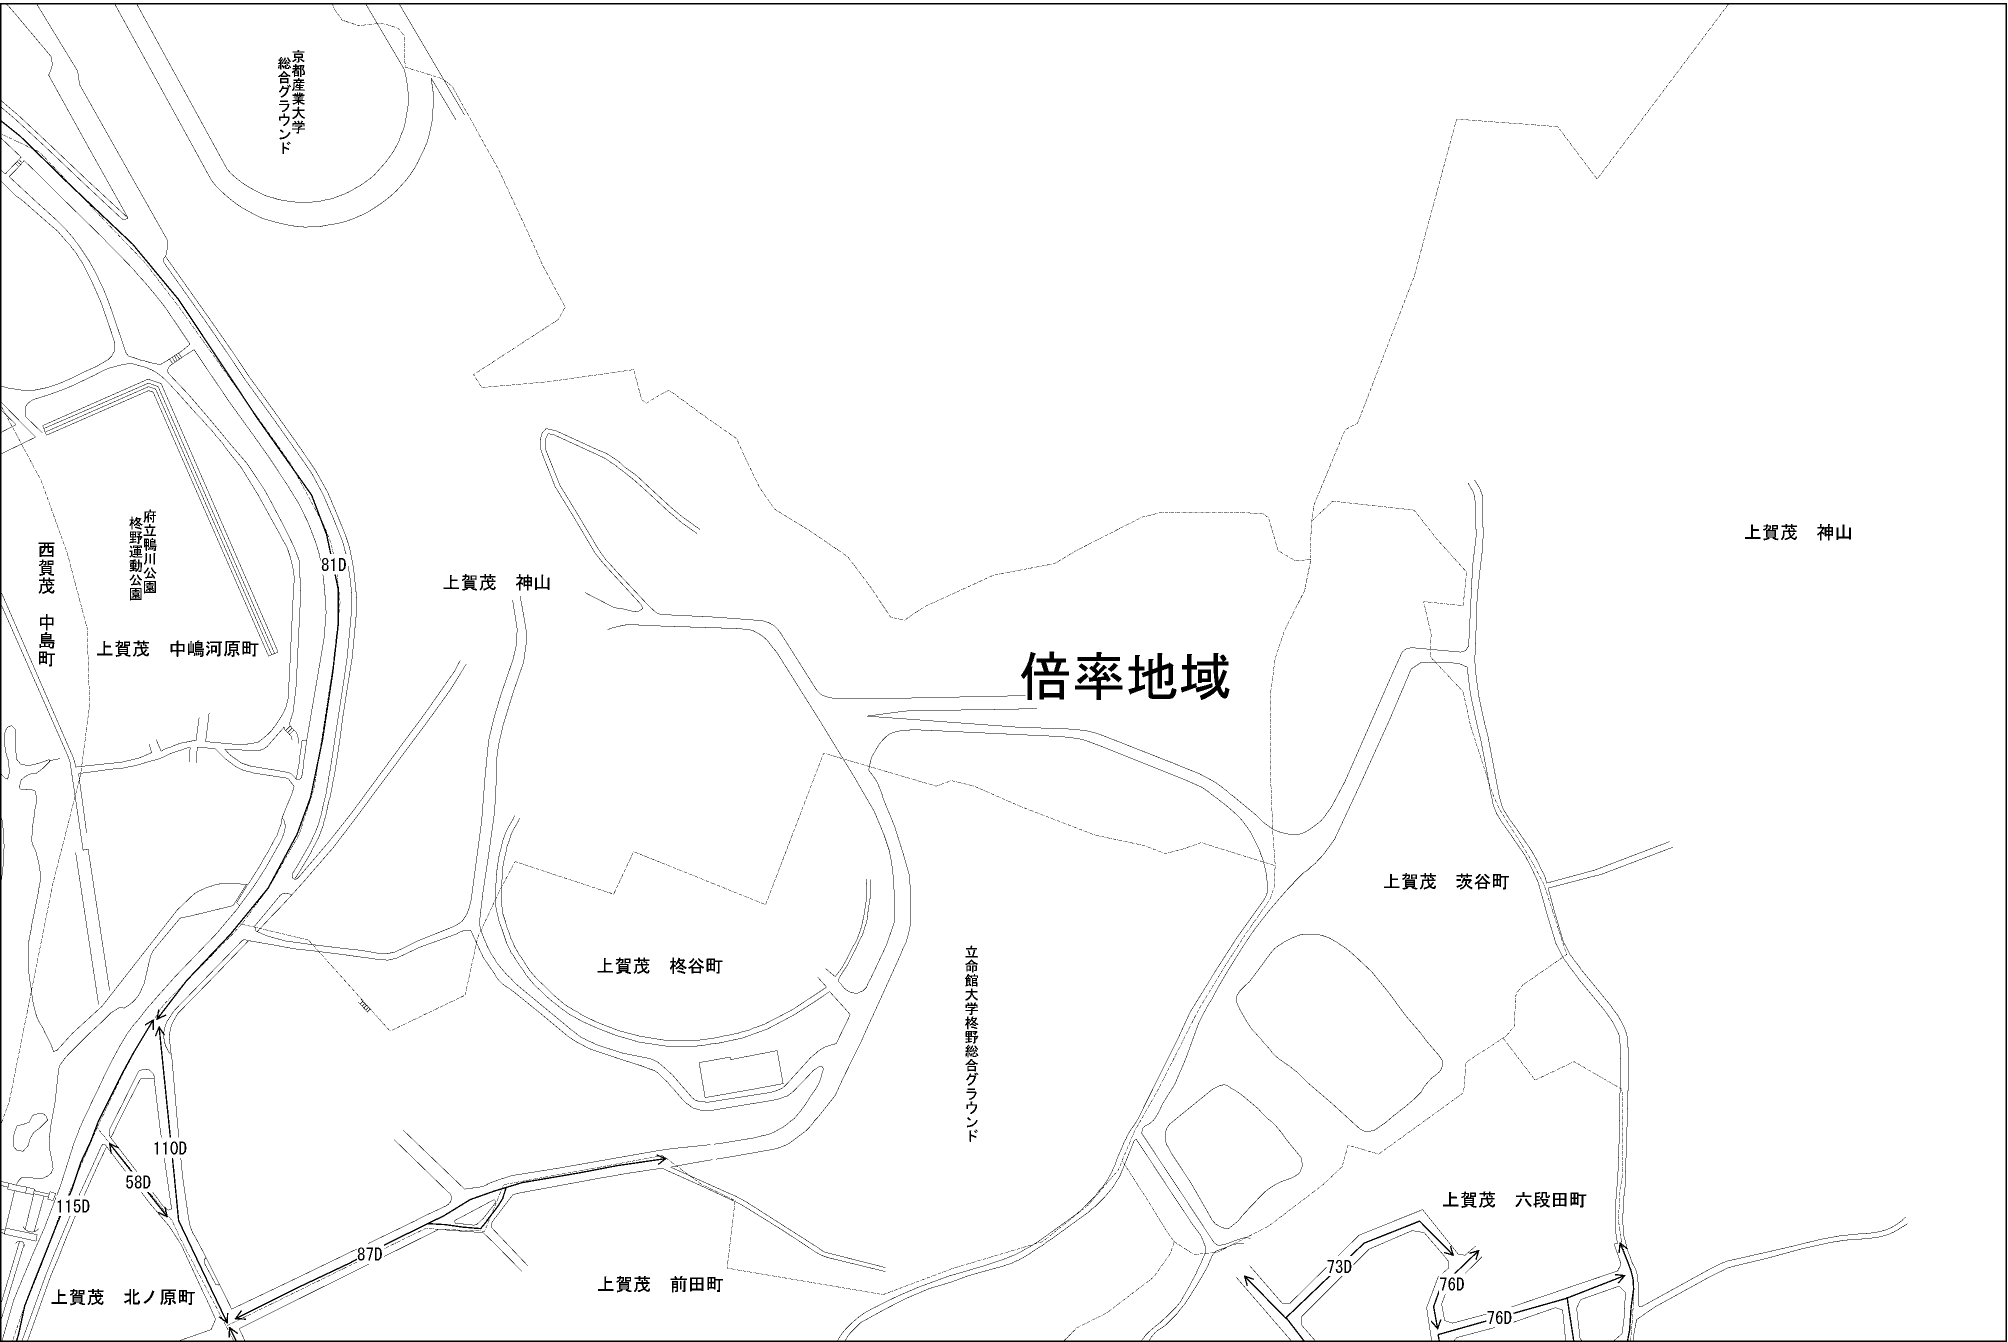 京都産業大学
総合グラウンド
上賀茂　神山
府立鴨川公園
柊野運動公園
西賀茂　中島町
81D
上賀茂　神山
上賀茂　中嶋河原町
倍率地域
上賀茂　茨谷町
上賀茂　柊谷町
立命館大学柊野総合グラウンド
110D
58D
115D
上賀茂　六段田町
87D
73D
76D
上賀茂　前田町
上賀茂　北ノ原町
76D